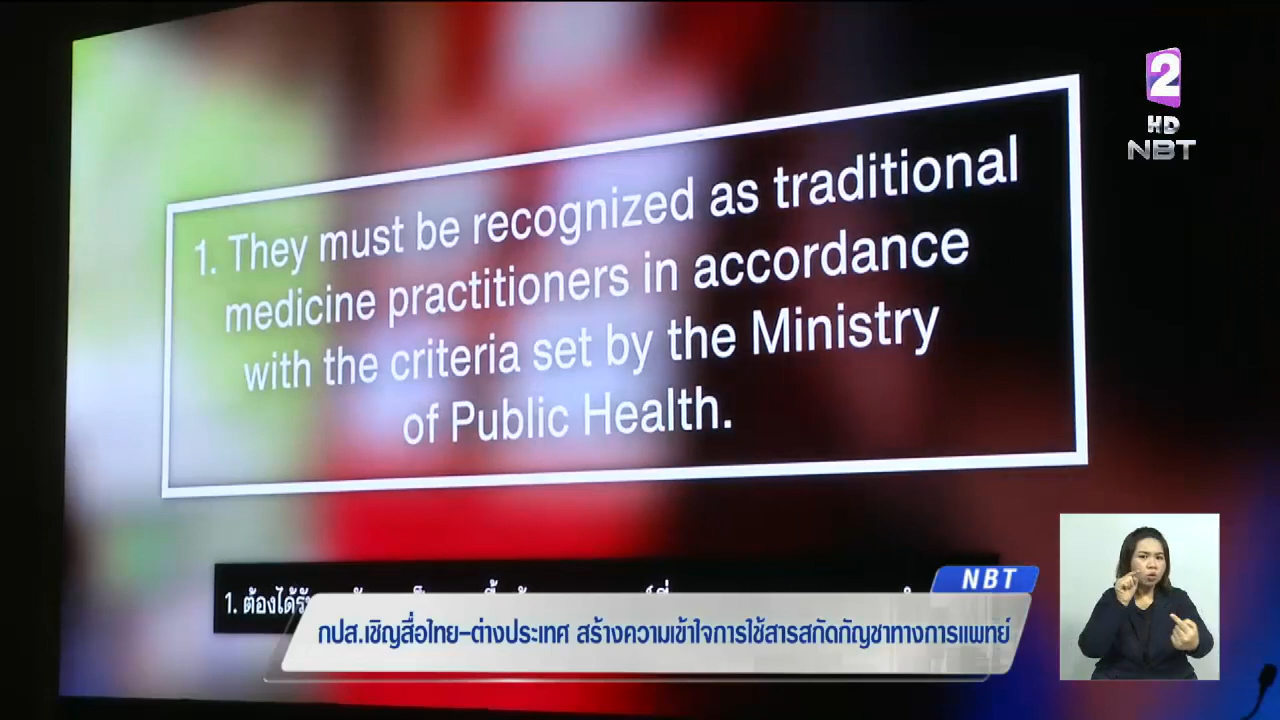 2
HD
NBT
1. They must be recognized as traditional
medicine practitioners in accordance
with the criteria set by the Ministry
of Public Health.
1. ต้องได้รับ
NBT
กปส.เชิญสื่อไทย-ต่างประเทศ สร้างความเข้าใจการใช้สารสกัดกัญชาทางการแพทย์